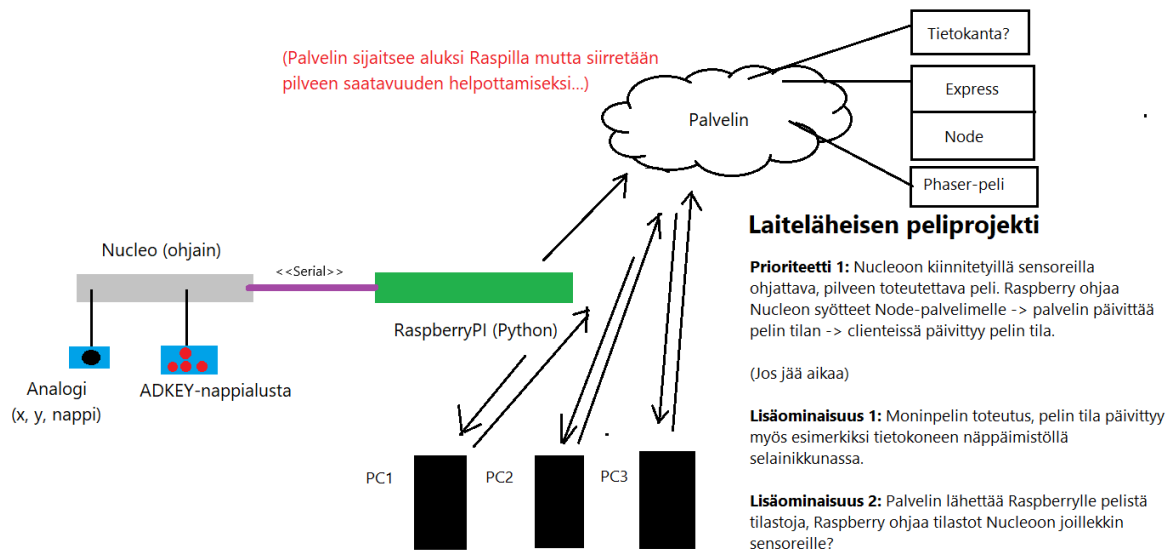 (Palvelin sijaitsee aluksi Raspilla mutta siirretään
pilveen saatavuuden helpottamiseksi...)
Palvelin
Tietokanta?
Express
Node
Phaser-peli
Nucleo (ohjain)
<<Serial>>
RaspberryPI (Python)
Analogi
(x, y, nappi)
ADKEY-nappialusta
PC1
PC2
PC3
Laiteläheisen peliprojekti
Prioriteetti 1: Nucleoon kiinnitetyillä sensoreilla
ohjattava, pilveen toteutettava peli. Raspberry ohjaa
Nucleon syötteet Node-palvelimelle -> palvelin päivittää
pelin tilan -> clienteissä päivittyy pelin tila.
(Jos jää aikaa)
Lisäominaisuus 1: Moninpelin toteutus, pelin tila päivittyy
myös esimerkiksi tietokoneen näppäimistöllä
selainikkunassa.
Lisäominaisuus 2: Palvelin lähettää Raspberrylle pelistä
tilastoja, Raspberry ohjaa tilastot Nucleoon joillekkin
sensoreille?